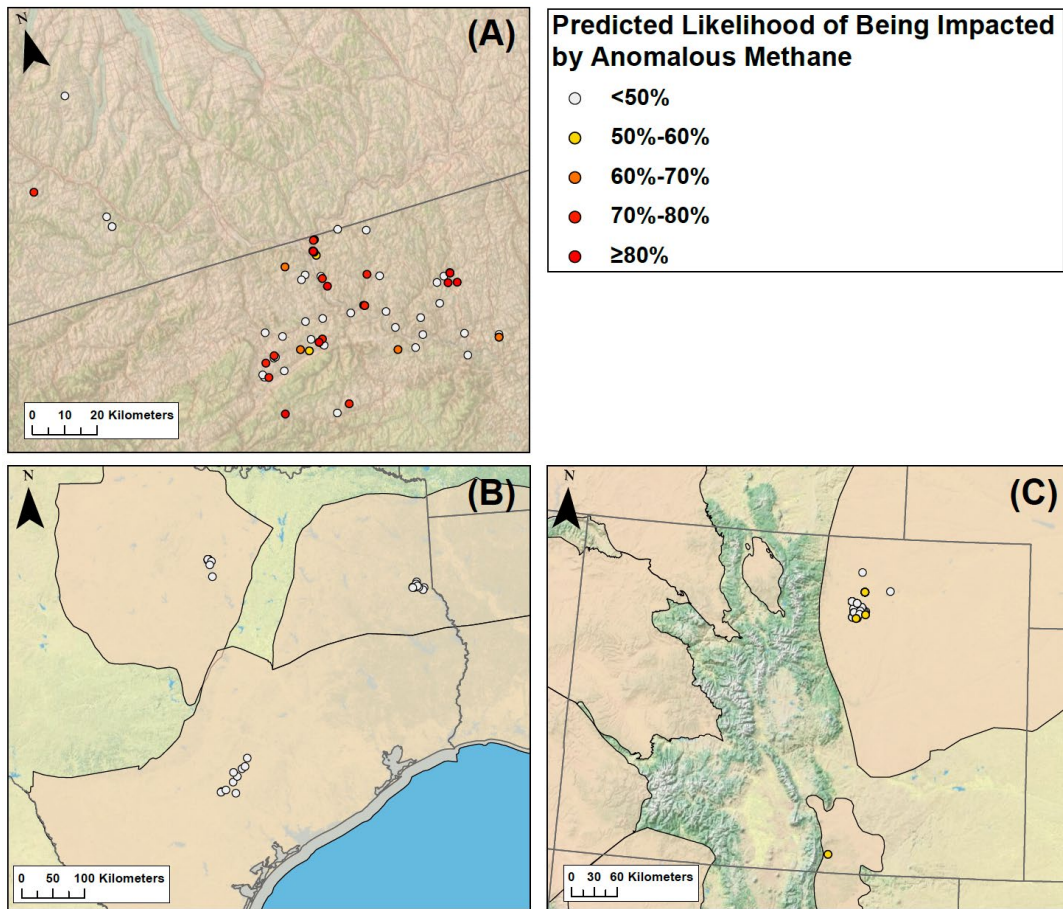 N
(A)
0 10 20 Kilometers
Predicted Likelihood of Being Impacted
by Anomalous Methane
<50%
50%-60%
60%-70%
70%-80%
≥80%
N
(B)
0 50 100 Kilometers
N
(C)
0 30 60 Kilometers